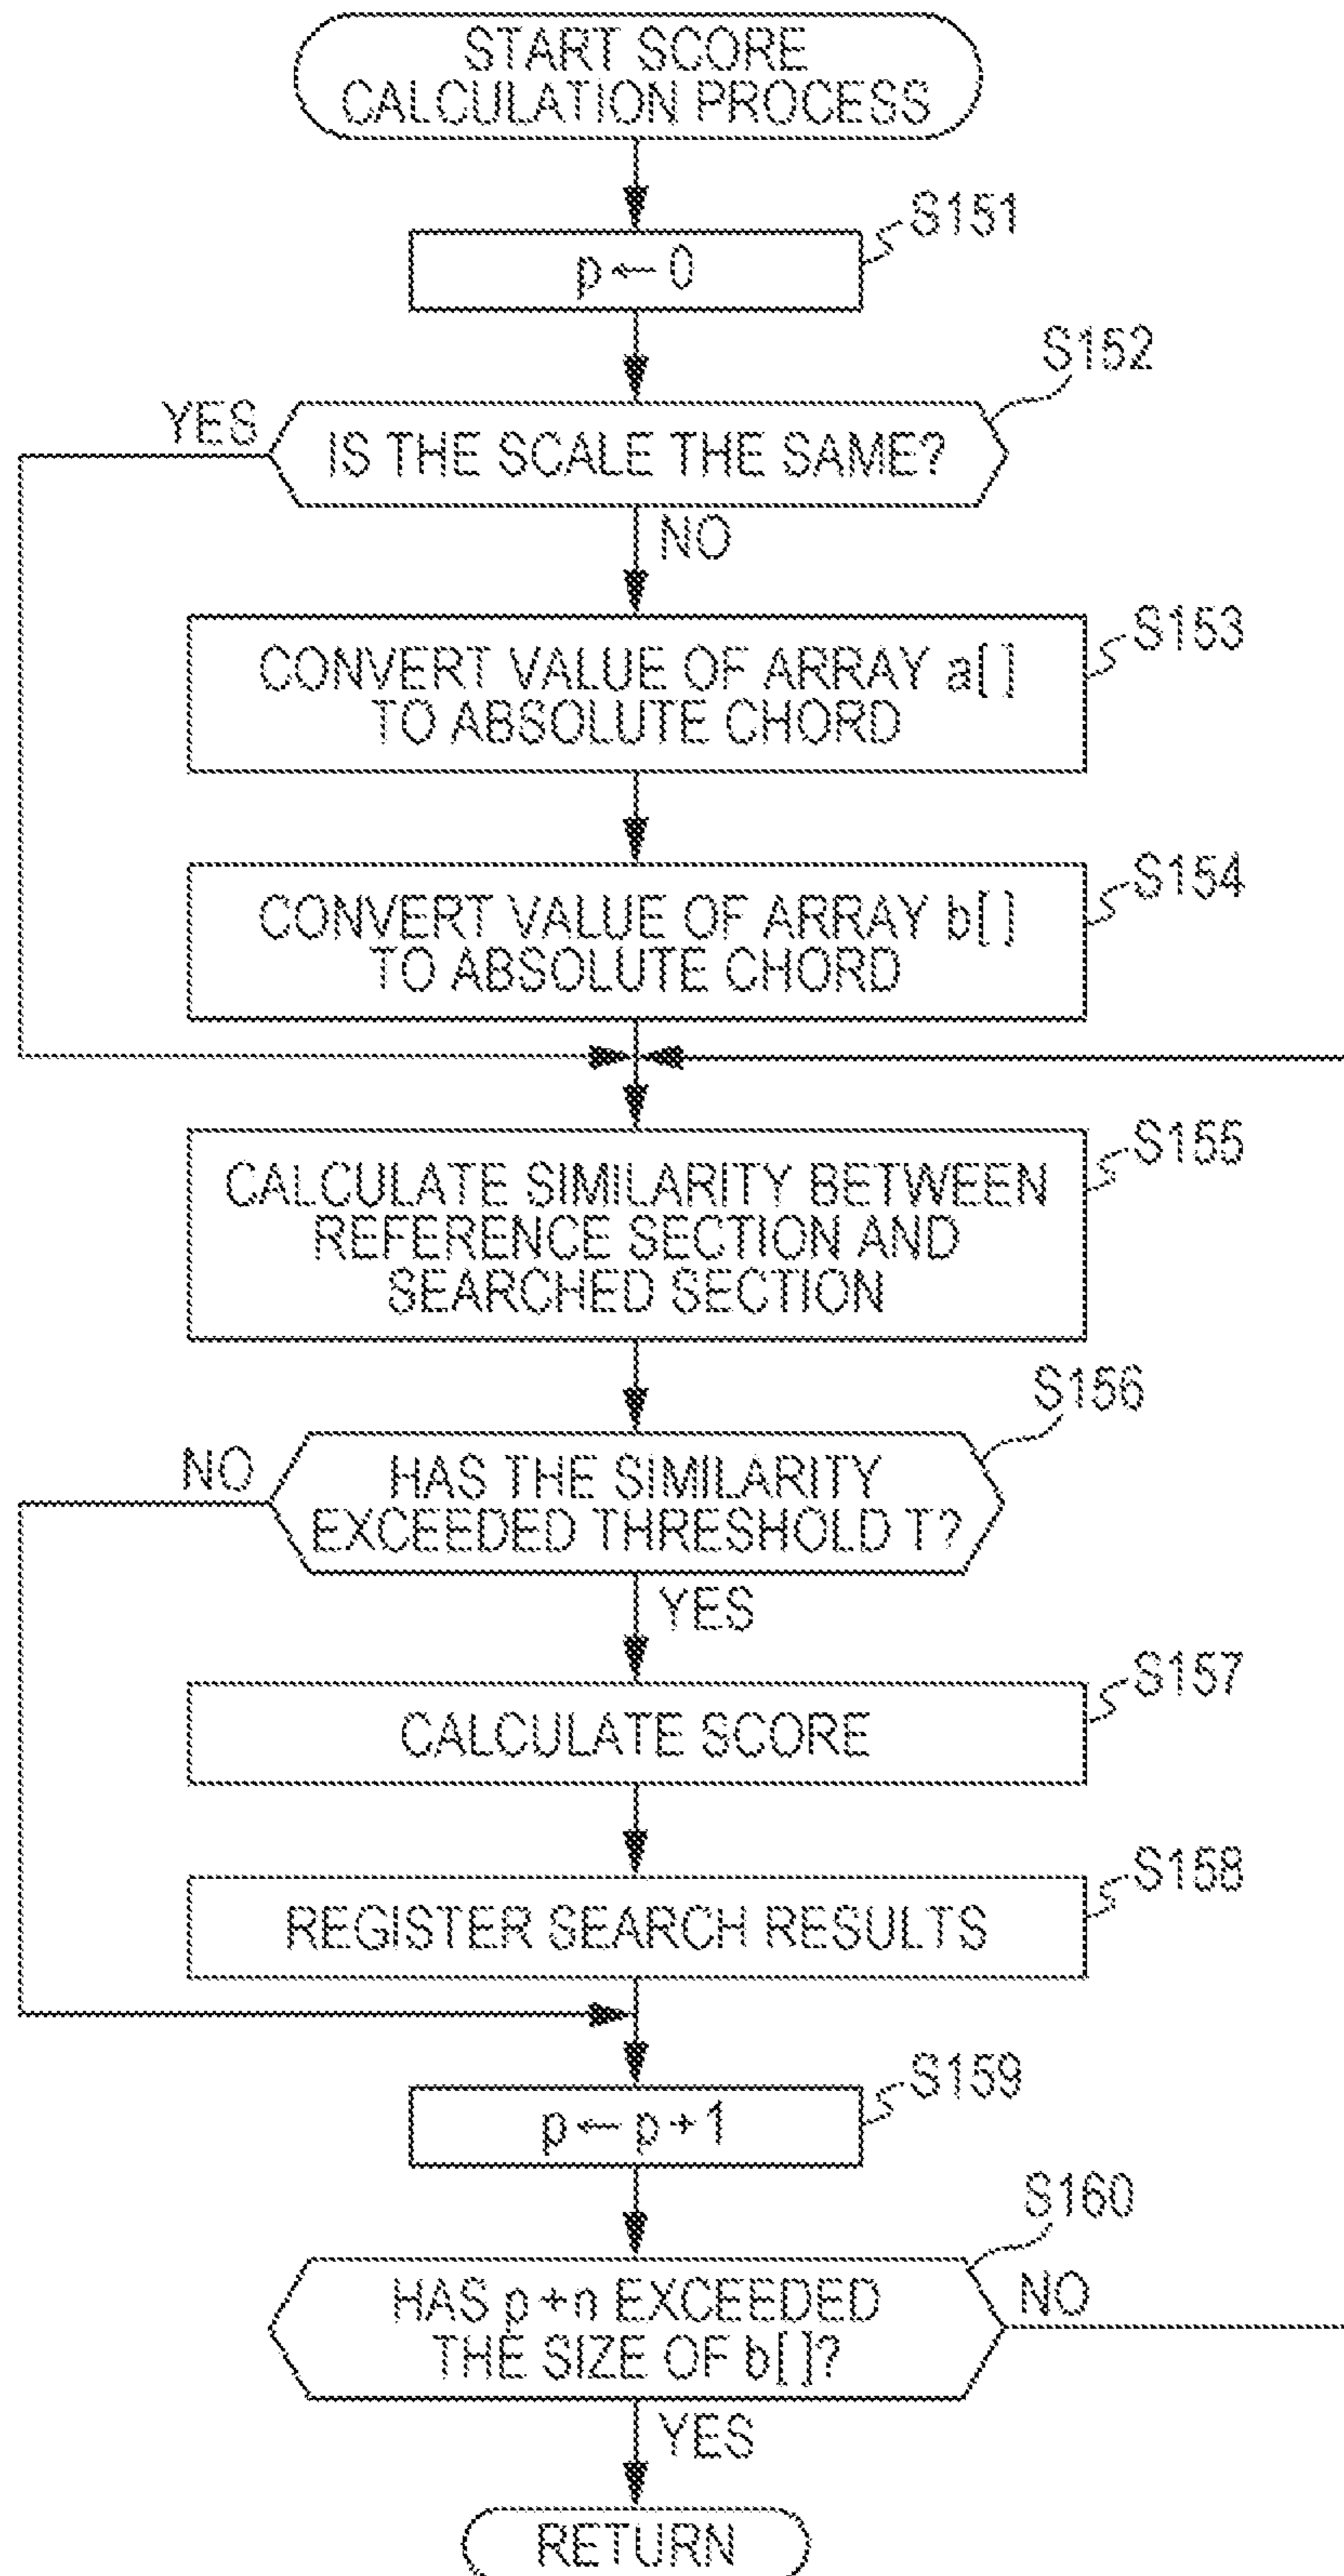 START SCORE
CALCULATION PROCESS
S151
p ← 0
S152
YES
IS THE SCALE THE SAME?
NO
S153
CONVERT VALUE OF ARRAY a[ ]
TO ABSOLUTE CHORD
S154
CONVERT VALUE OF ARRAY b[ ]
TO ABSOLUTE CHORD
S155
CALCULATE SIMILARITY BETWEEN
REFERENCE SECTION AND
SEARCHED SECTION
S156
NO
HAS THE SIMILARITY
EXCEEDED THRESHOLD T?
YES
S157
CALCULATE SCORE
S158
REGISTER SEARCH RESULTS
S159
p ← p + 1
S160
HAS p + n EXCEEDED
THE SIZE OF b[ ]?
NO
YES
RETURN